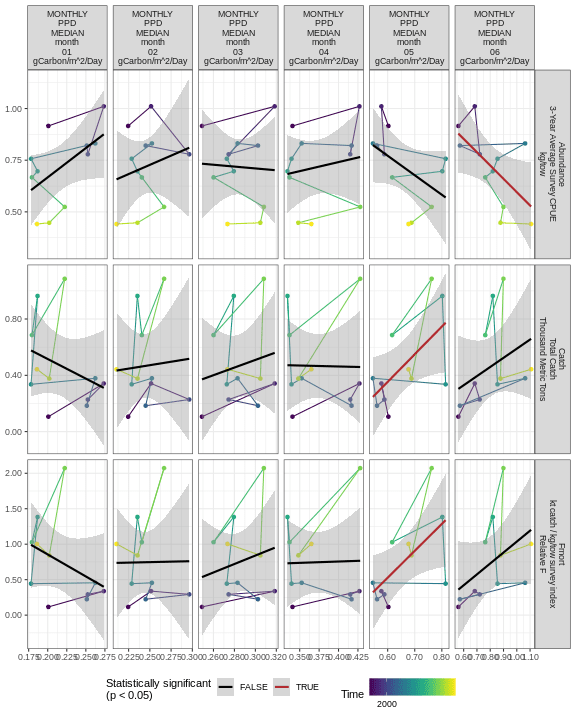 MONTHLY PPD MEDIAN month 01 gCarbon/m^2/Day
MONTHLY PPD MEDIAN month 02 gCarbon/m^2/Day
MONTHLY PPD MEDIAN month 03 gCarbon/m^2/Day
MONTHLY PPD MEDIAN month 04 gCarbon/m^2/Day
MONTHLY PPD MEDIAN month 05 gCarbon/m^2/Day
MONTHLY PPD MEDIAN month 06 gCarbon/m^2/Day
1.00
0.75
0.50
Abundance
3-Year Average Survey CPUE
kg/tow
0.80
0.40
0.00
Catch
Total Catch
Thousand Metric Tons
2.00
1.50
1.00
0.50
0.00
Fmort
kt catch / kg/tow survey index
Relative F
0.175 0.200 0.225 0.250 0.275
0.225 0.250 0.275 0.300
0.260 0.280 0.300 0.320
0.350 0.375 0.400 0.425
0.50 0.60 0.70 0.80
0.60 0.70 0.80 0.90 1.00 1.10
Statistically significant
(p < 0.05)
FALSE
TRUE
Time
2000